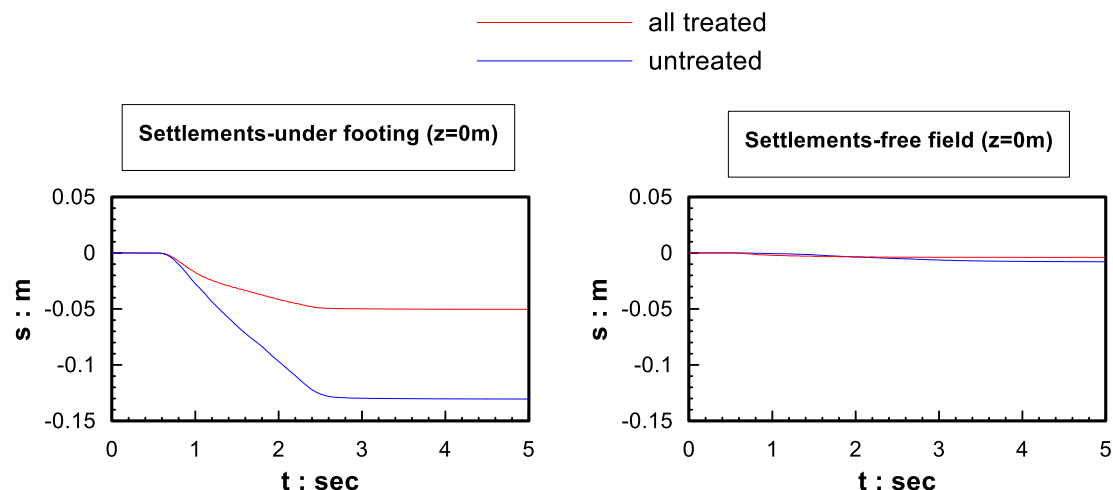 all treated
untreated
Settlements-under footing (z=0m)
0.05
0
-0.05
-0.1
-0.15
s : m
0 1 2 3 4 5
t : sec
Settlements-free field (z=0m)
0.05
0
-0.05
-0.1
-0.15
s : m
0 1 2 3 4 5
t : sec